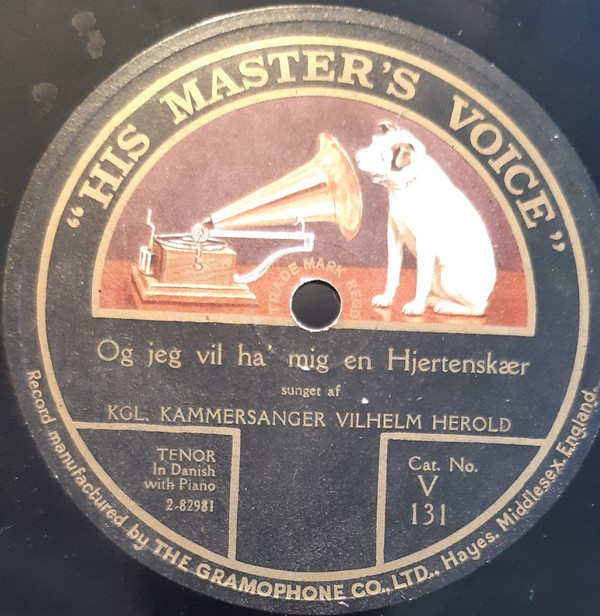 "HIS MASTER'S VOICE"
TRADE MARK REGD
Og jeg vil ha' mig en Hjertenskær
sunget af
KGL. KAMMERSANGER VILHELM HEROLD
TENOR
In Danish
with Piano
2-82981
Cat. No.
V
131
Record manufactured by THE GRAMOPHONE CO., LTD., Hayes, Middlesex, England.